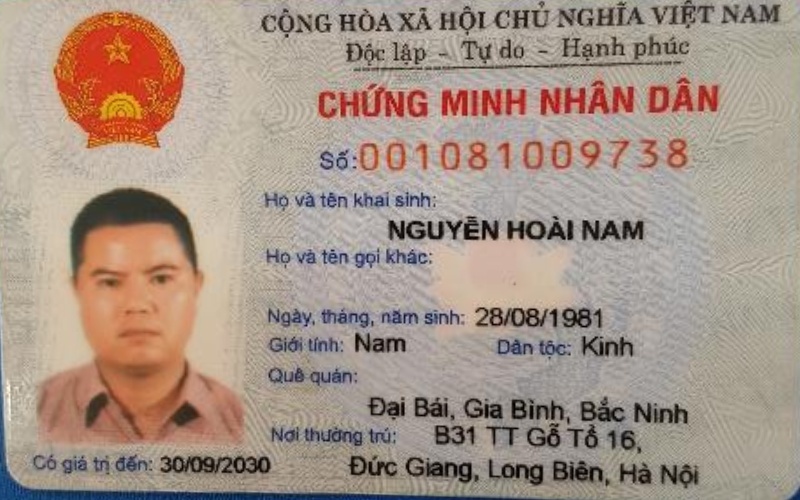 CỘNG HÒA XÃ HỘI CHỦ NGHĨA VIỆT NAM
Độc lập - Tự do - Hạnh phúc
CHỨNG MINH NHÂN DÂN
Số: 001081009738
Họ và tên khai sinh:
NGUYỄN HOÀI NAM
Họ và tên gọi khác:
Ngày, tháng, năm sinh: 28/08/1981
Giới tính: Nam Dân tộc: Kinh
Quê quán:
Đại Bái, Gia Bình, Bắc Ninh
Nơi thường trú: B31 TT Gỗ Tổ 16,
Đức Giang, Long Biên, Hà Nội
Có giá trị đến: 30/09/2030